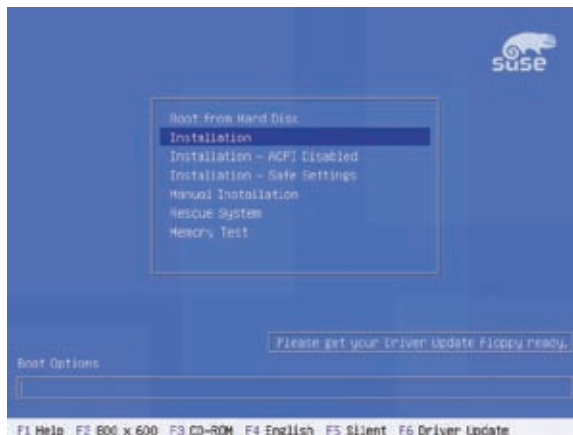 suse
Boot from Hard Disk
Installation
Installation - ACPI Disabled
Installation - Safe Settings
Manual Installation
Rescue System
Memory Test
Please get your Driver Update Floppy ready.
Boot Options
F1 Help F2 800 x 600 F3 CD-ROM F4 English F5 Silent F6 Driver Update